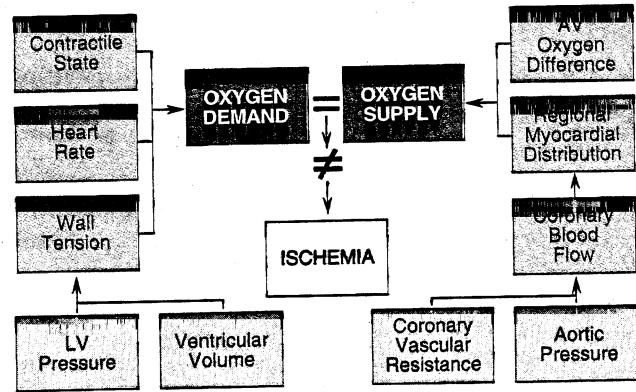 Contractile
State
Heart
Rate
Wall
Tension
LV
Pressure
Ventricular
Volume
OXYGEN
DEMAND
=
OXYGEN
SUPPLY
≠
ISCHEMIA
AV
Oxygen
Difference
Regional
Myocardial
Distribution
Coronary
Blood
Flow
Coronary
Vascular
Resistance
Aortic
Pressure